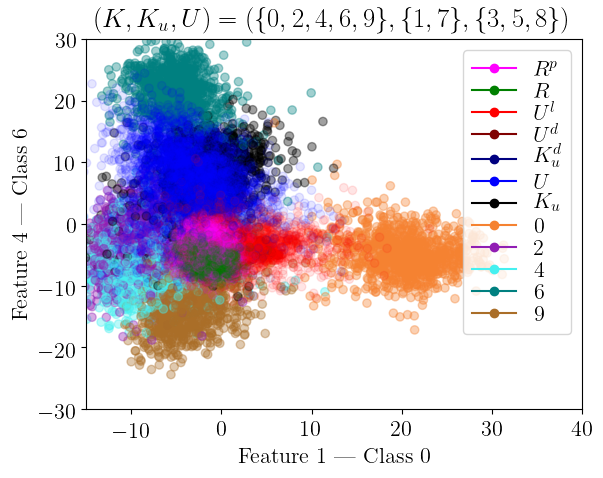 (K, K_u, U) = ({0, 2, 4, 6, 9}, {1, 7}, {3, 5, 8})
30
20
10
0
−10
−20
−30
Feature 4 — Class 6
−10 0 10 20 30 40
Feature 1 — Class 0
R^p
R
U^l
U^d
K_u^d
U
K_u
0
2
4
6
9